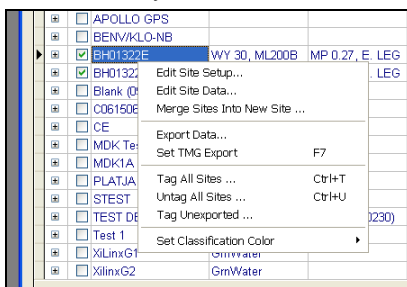 APOLLO GPS
BENV/KLO-NB
BH01322E WY 30, ML200B MP 0.27, E. LEG
BH0132 Edit Site Setup... . LEG
Blank (0 Edit Site Data...
C061506 Merge Sites Into New Site ...
CE
Export Data...
MDK Te
Set TMG Export F7
MDK1A
PLATJA Tag All Sites ... Ctrl+T
STEST Untag All Sites ... Ctrl+U
TEST DE Tag Unexported ... 0230)
Test 1
Set Classification Color
XiLinxG1 GrnWater
XilinxG2 GrnWater